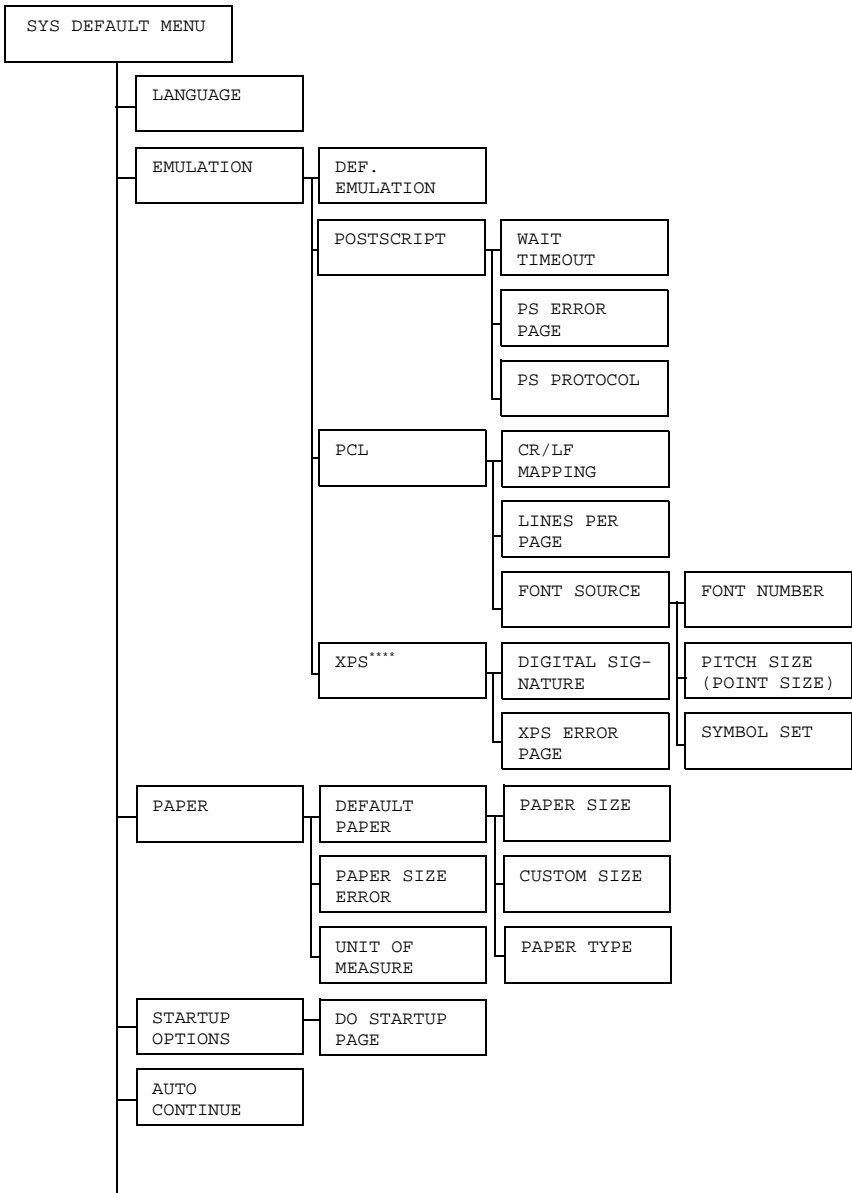 SYS DEFAULT MENU
LANGUAGE
EMULATION
DEF.
EMULATION
POSTSCRIPT
WAIT
TIMEOUT
PS ERROR
PAGE
PS PROTOCOL
PCL
CR/LF
MAPPING
LINES PER
PAGE
FONT SOURCE
FONT NUMBER
PITCH SIZE
(POINT SIZE)
SYMBOL SET
XPS****
DIGITAL SIG-
NATURE
XPS ERROR
PAGE
PAPER
DEFAULT
PAPER
PAPER SIZE
CUSTOM SIZE
PAPER TYPE
PAPER SIZE
ERROR
UNIT OF
MEASURE
STARTUP
OPTIONS
DO STARTUP
PAGE
AUTO
CONTINUE